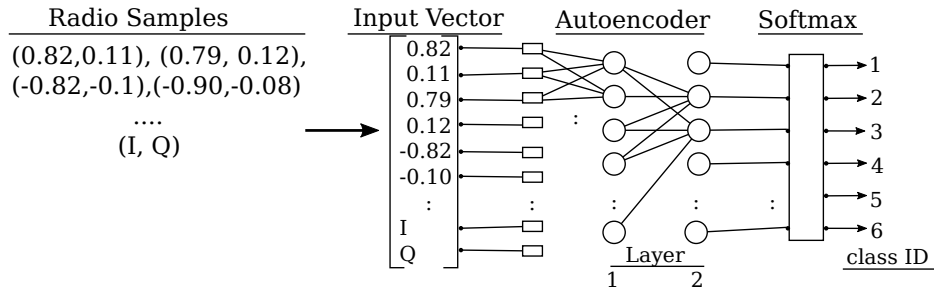 Radio Samples
(0.82,0.11), (0.79, 0.12),
(-0.82,-0.1),(-0.90,-0.08)
....
(I, Q)
Input Vector
0.82
0.11
0.79
0.12
-0.82
-0.10
:
I
Q
Autoencoder
:
:
:
:
Layer
1 2
Softmax
:
1
2
3
4
5
6
class ID